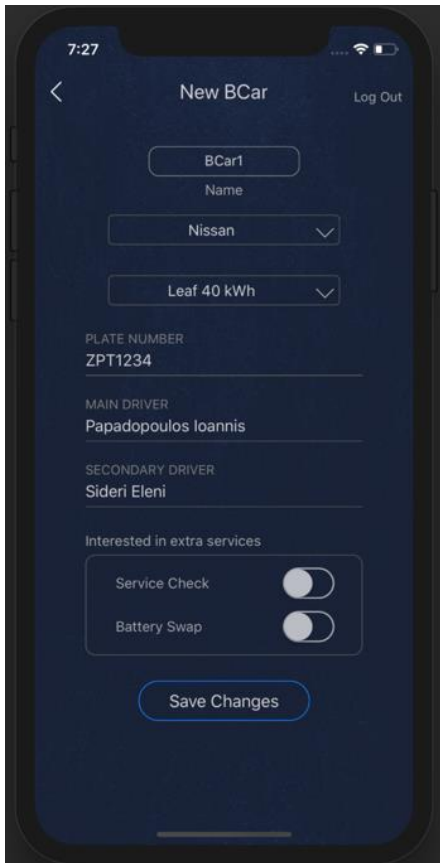 7:27
New BCar
Log Out
BCar1
Name
Nissan
Leaf 40 kWh
PLATE NUMBER
ZPT1234
MAIN DRIVER
Papadopoulos Ioannis
SECONDARY DRIVER
Sideri Eleni
Interested in extra services
Service Check
Battery Swap
Save Changes